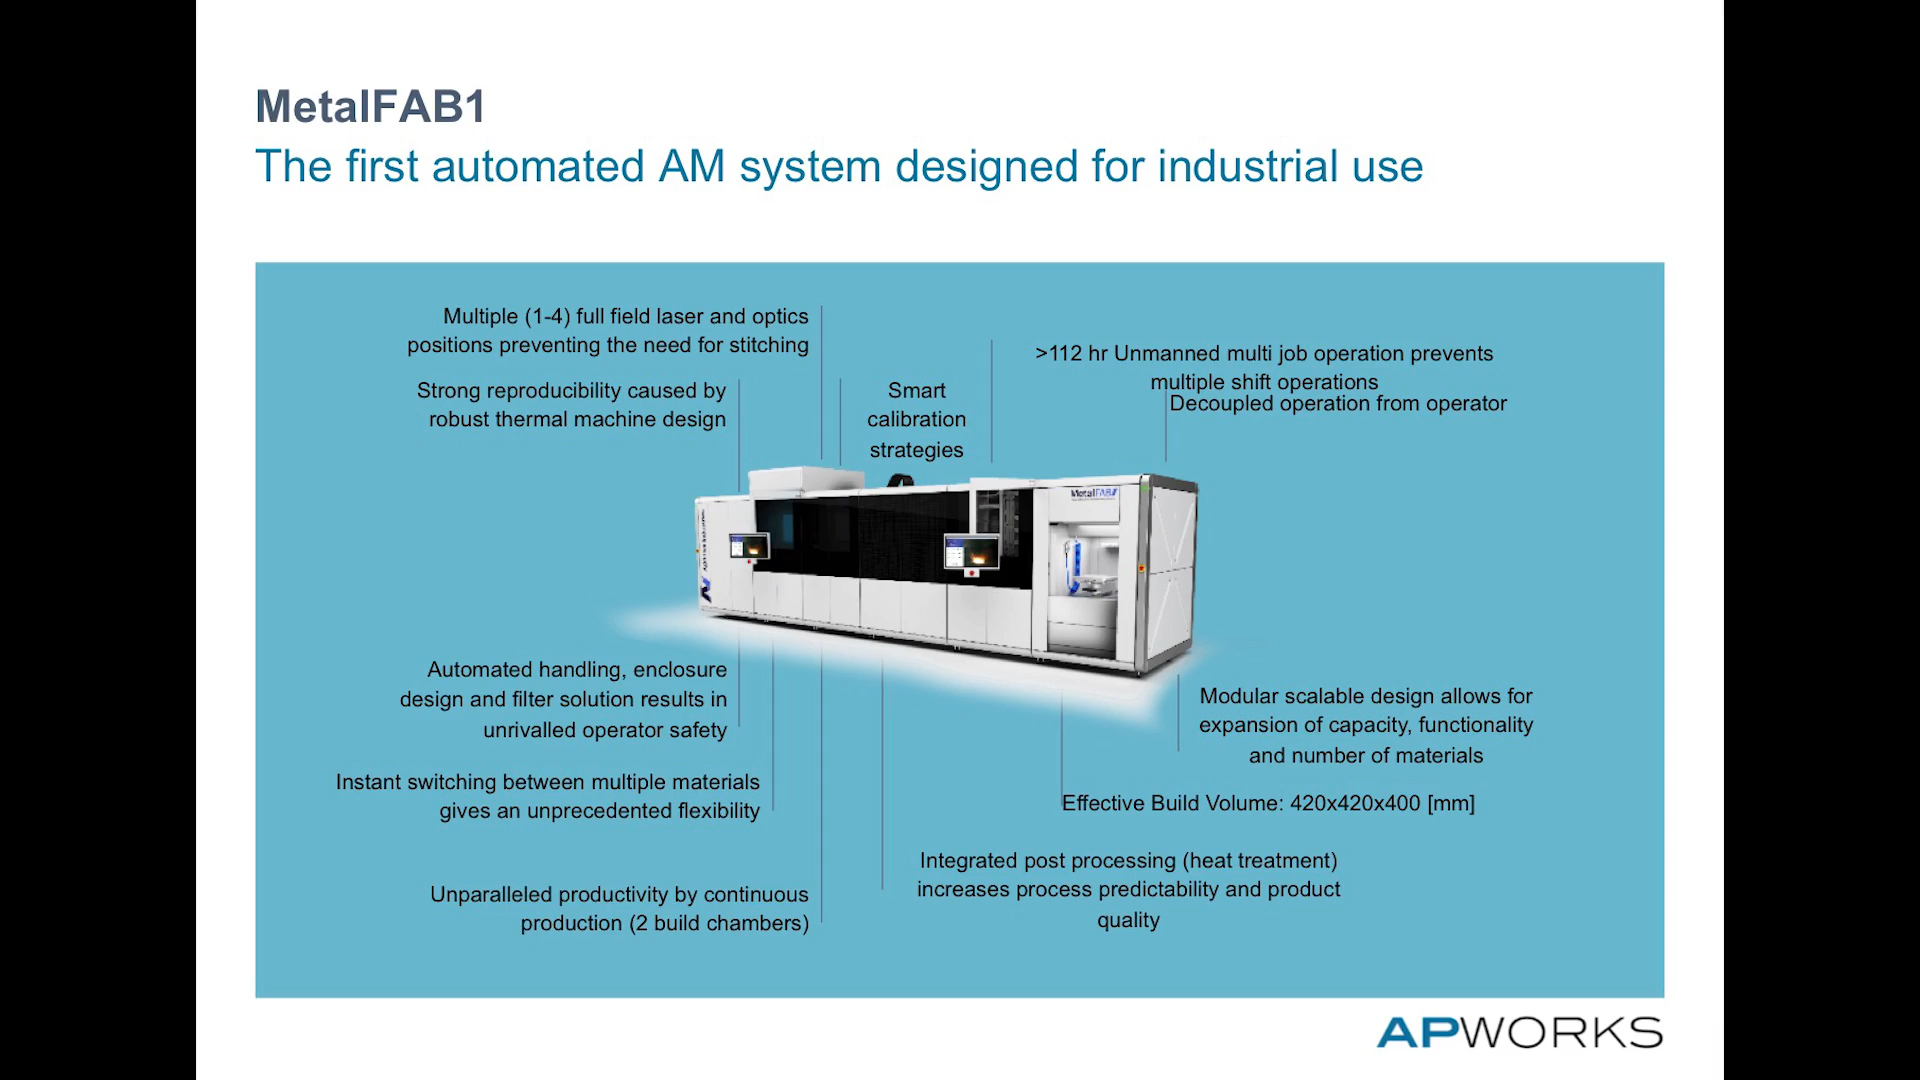 MetalFAB1
The first automated AM system designed for industrial use
Multiple (1-4) full field laser and optics
positions preventing the need for stitching
Strong reproducibility caused by
robust thermal machine design
Smart
calibration
strategies
>112 hr Unmanned multi job operation prevents
multiple shift operations
Decoupled operation from operator
MetalFAB1
Automated handling, enclosure
design and filter solution results in
unrivalled operator safety
Instant switching between multiple materials
gives an unprecedented flexibility
Unparalleled productivity by continuous
production (2 build chambers)
Modular scalable design allows for
expansion of capacity, functionality
and number of materials
Effective Build Volume: 420x420x400 [mm]
Integrated post processing (heat treatment)
increases process predictability and product
quality
APWORKS